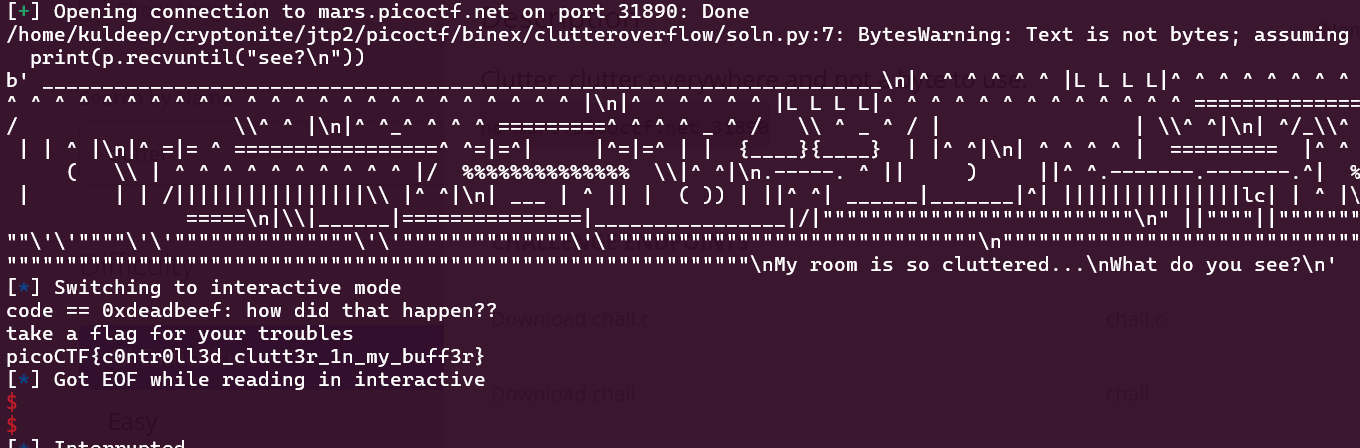 [+] Opening connection to mars.picoctf.net on port 31890: Done
/home/kuldeep/cryptonite/jtp2/picoctf/binex/clutteroverflow/soln.py:7: BytesWarning: Text is not bytes; assuming
  print(p.recvuntil("see?\n"))
b' ______________________________________________________________________\n|^ ^ ^ ^ ^ ^ |L L L L|^ ^ ^ ^ ^ ^ ^ ^
^ ^ ^ ^ ^ ^ ^ ^ ^ ^ ^ ^ ^ ^ ^ ^ ^ ^ ^ ^ ^ ^ ^ ^ |\n|^ ^ ^ ^ ^ ^ |L L L L|^ ^ ^ ^ ^ ^ ^ ^ ^ ^ ^ ^ ^ ==============
/                  \\^ ^ |\n|^ ^_^ ^ ^ ^ =========^ ^ ^ ^ _ ^ /   \\ ^ _ ^ / |                | \\^ ^|\n| ^/_\\^
 | | ^ |\n|^ =|= ^ =================^ ^=|=^|     |^=|=^ | |  {____}{____}  | |^ ^|\n| ^ ^ ^ ^ |  =========  |^ ^
     (   \\ | ^ ^ ^ ^ ^ ^ ^ ^ ^ ^ |/  %%%%%%%%%%%%%%  \\|^ ^|\n.-----. ^ ||     )     ||^ ^.-------.-------.^|  %
 |       | | /||||||||||||||||\\ |^ ^|\n| ___ | ^ || |  ( )) | ||^ ^| ______|_______|^| |||||||||||||||lc| | ^ |\
               =====\n|\\|______|===============|________________|/|""""""""""""""""""""""""""\n" ||""""||"""""""
""\'\'""""\'\'"""""""""""""""\'\'""""""""""""""\'\'""""""""""""""""""""""""""""""\n""""""""""""""""""""""""""""""
""""""""""""""""""""""""""""""""""""""""""""""""""""""""""""""\nMy room is so cluttered...\nWhat do you see?\n'
[*] Switching to interactive mode
code == 0xdeadbeef: how did that happen??
take a flag for your troubles
picoCTF{c0ntr0ll3d_clutt3r_1n_my_buff3r}
[*] Got EOF while reading in interactive
$
$
[*] Interrupted